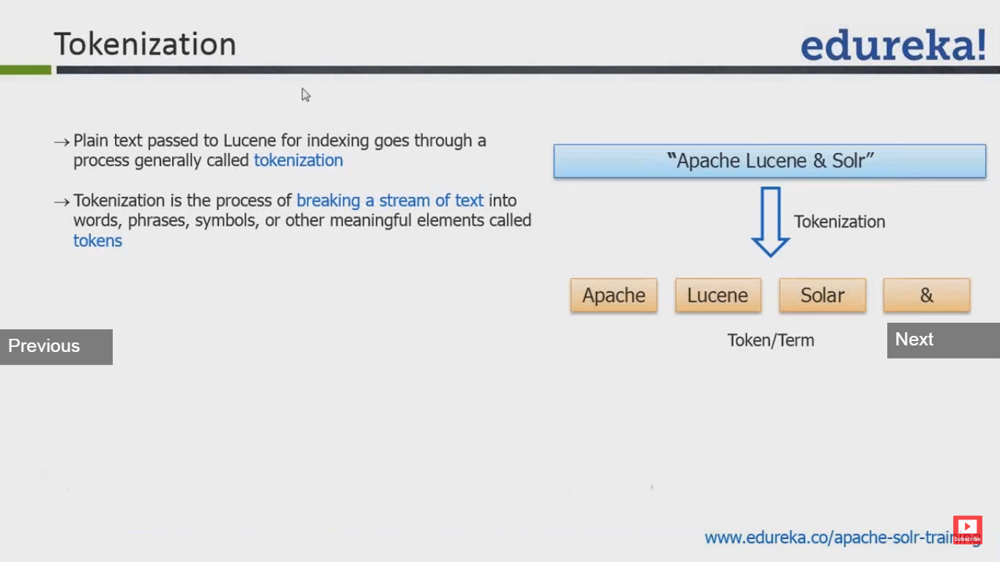 Tokenization
edureka!
→ Plain text passed to Lucene for indexing goes through a
process generally called tokenization
→ Tokenization is the process of breaking a stream of text into
words, phrases, symbols, or other meaningful elements called
tokens
“Apache Lucene & Solr”
Tokenization
Apache Lucene Solar &
Token/Term
Previous
Next
www.edureka.co/apache-solr-training
Subscribe